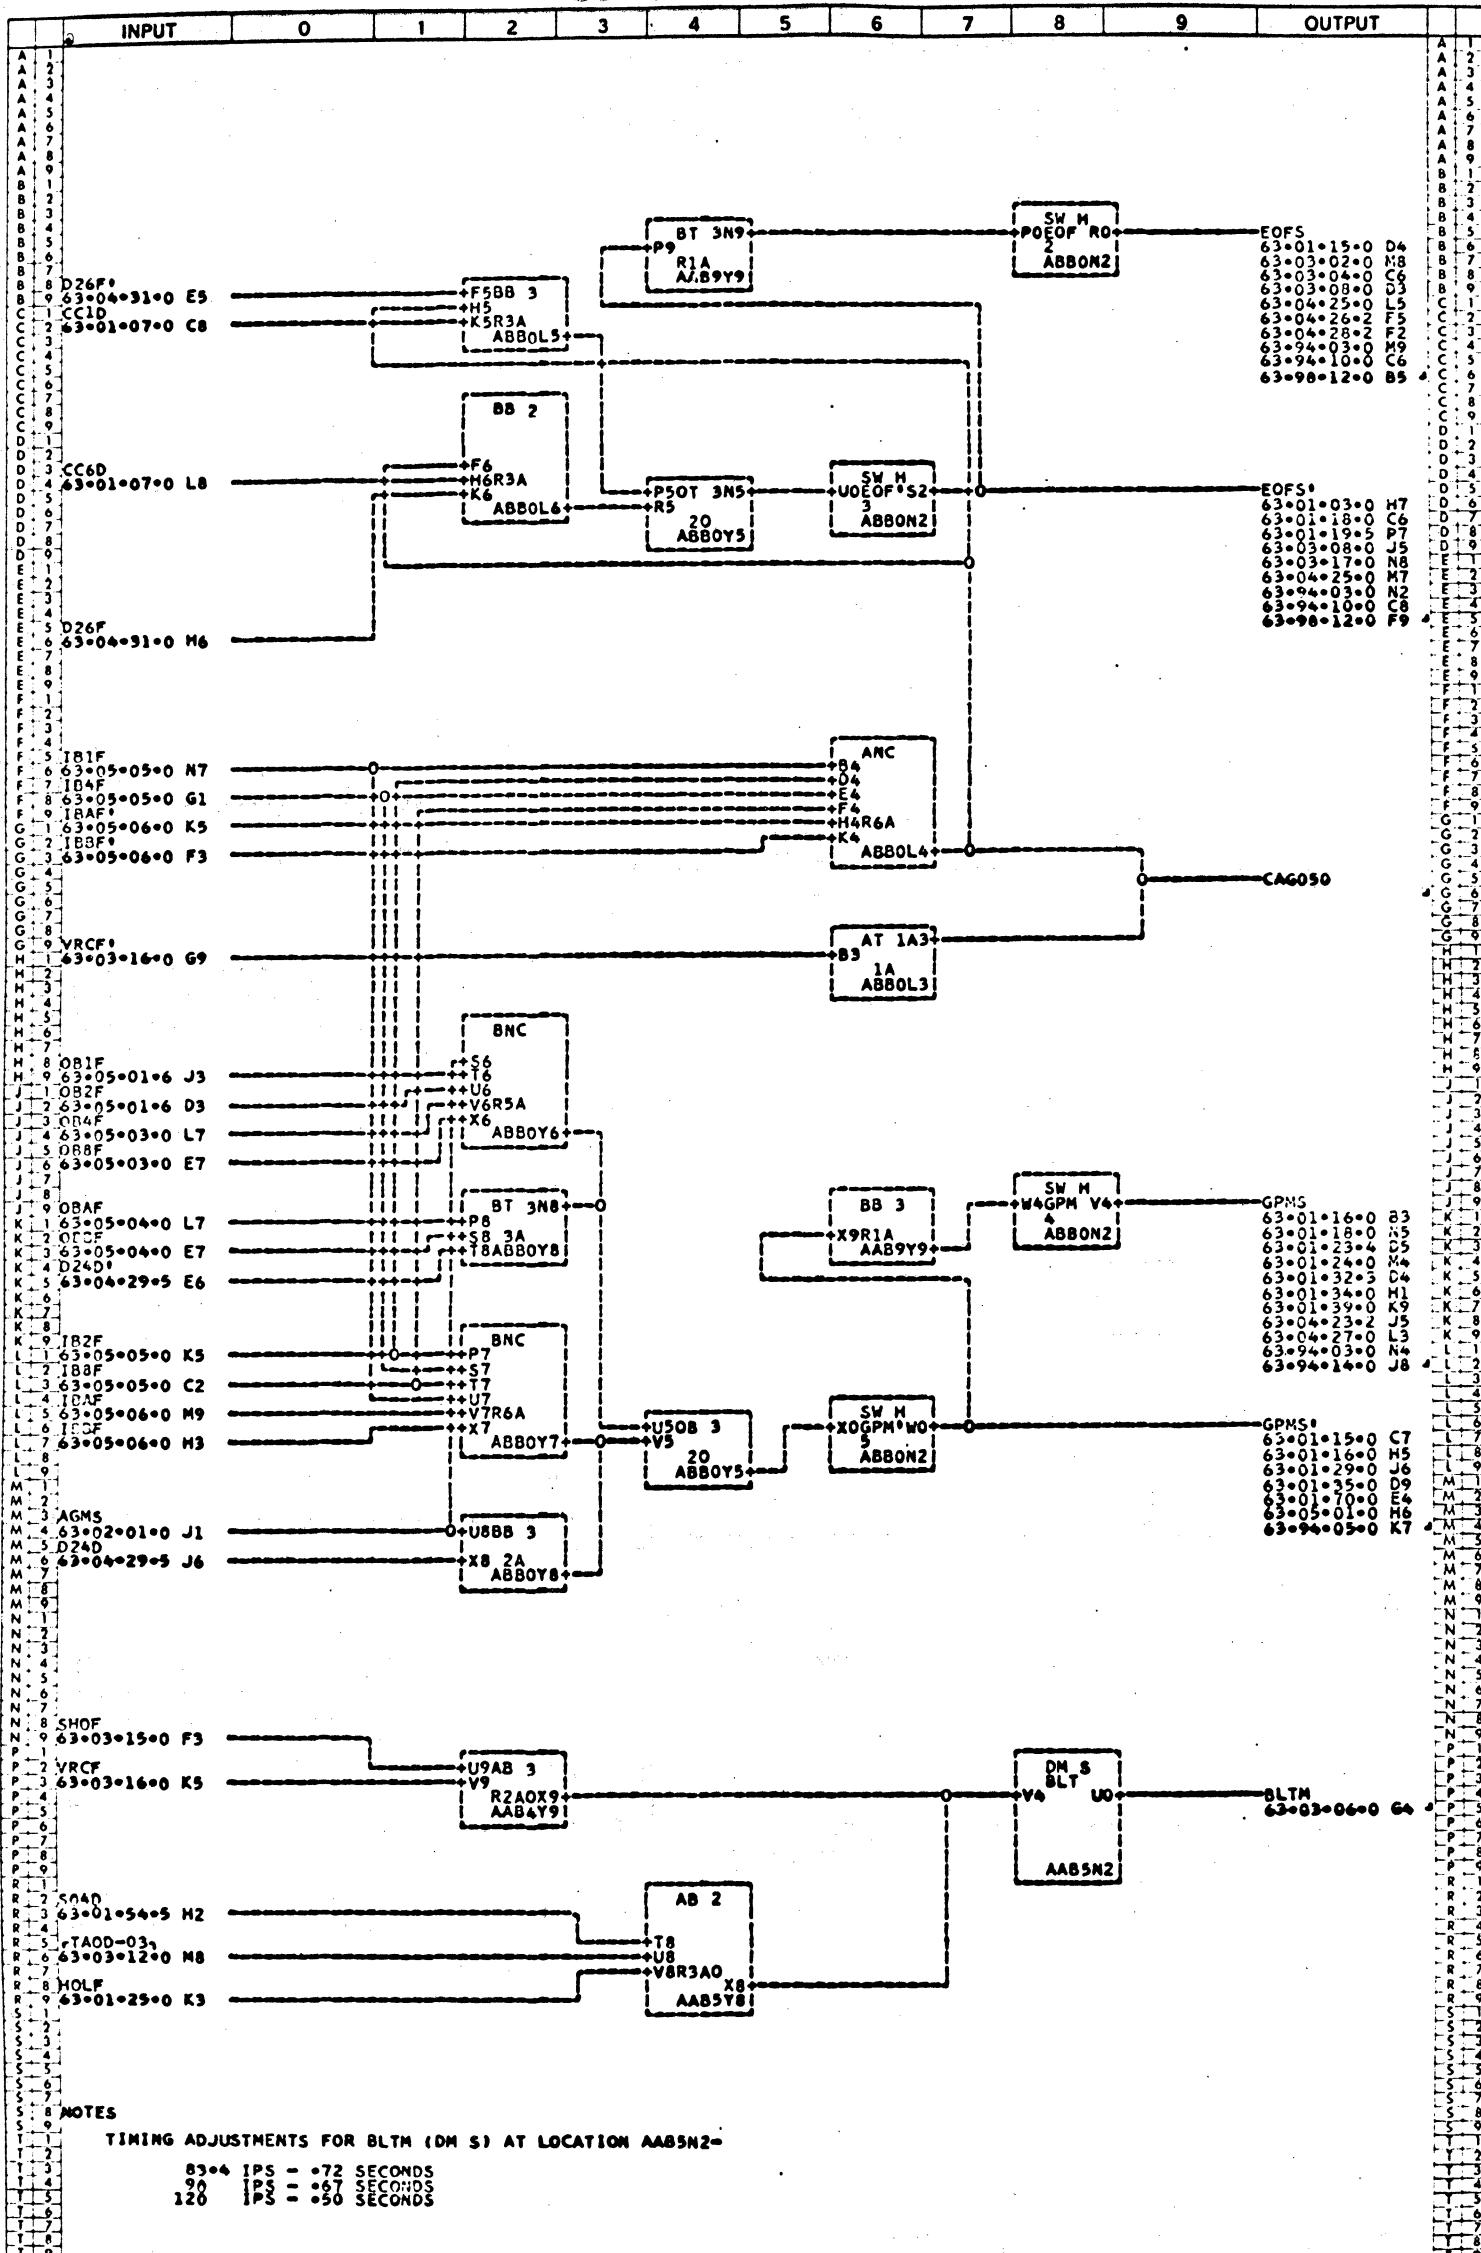 INPUT 0 1 2 3 4 5 6 7 8 9 OUTPUT
BT 3N9
P9
R1A
SW H
P0EOF R0
2
ABB0N2
EOFS
63•01•15•0 D4
63•03•02•0 M8
63•03•04•0 C6
63•03•08•0 D3
63•04•25•0 L5
63•04•26•2 F5
63•04•28•2 F2
63•94•03•0 M9
63•94•10•0 C6
63•98•12•0 B5
D26F'
63•04•31•0 E5
CC1D
63•01•07•0 C8
F5BB 3
H5
K5R3A
ABB0L5
BB 2
F6
H6R3A
K6
ABB0L6
CC6D
63•01•07•0 L8
P5OT 3N5
R5
2O
ABB0Y5
SW H
U0EOF'S2
3
ABB0N2
EOFS'
63•01•03•0 H7
63•01•18•0 C6
63•01•19•5 P7
63•03•08•0 J5
63•03•17•0 N8
63•04•25•0 M7
63•94•03•0 N2
63•94•10•0 C8
63•98•12•0 F9
D26F
63•04•31•0 H6
IB1F
63•05•05•0 N7
IB4F
63•05•05•0 G1
IBAF'
63•05•06•0 K5
IBBF'
63•05•06•0 F3
ANC
B4
D4
E4
F4
H4R6A
K4
ABB0L4
CAG050
VRCF'
63•03•16•0 G9
AT 1A3
B3
1A
ABB0L3
OB1F
63•05•01•6 J3
OB2F
63•05•01•6 D3
OB4F
63•05•03•0 L7
OB8F
63•05•03•0 E7
BNC
S6
T6
U6
V6R5A
X6
ABB0Y6
OBAF
63•05•04•0 L7
63•05•04•0 E7
D24D'
63•04•29•5 E6
BT 3N8
P8
S8 3A
T8ABB0Y8
BB 3
X9R1A
AAB9Y9
SW H
W4GPM V4
4
ABB0N2
GPMS
63•01•16•0 B3
63•01•18•0 N5
63•01•23•4 D5
63•01•24•0 M4
63•01•32•5 D4
63•01•34•0 H1
63•01•39•0 K9
63•04•23•2 J5
63•04•27•0 L3
63•94•03•0 N4
63•94•14•0 J8
IB2F
63•05•05•0 K5
IB8F
63•05•05•0 C2
IBAF
63•05•06•0 M9
63•05•06•0 H3
BNC
P7
S7
T7
U7
V7R6A
X7
ABB0Y7
U5OB 3
V5
2O
ABB0Y5
SW H
X0GPM'W0
5
ABB0N2
GPMS'
63•01•15•0 C7
63•01•16•0 H5
63•01•29•0 J6
63•01•35•0 D9
63•01•70•0 E4
63•05•01•0 H6
63•94•05•0 K7
AGMS
63•02•01•0 J1
D24D
63•04•29•5 J6
U8BB 3
X8 2A
ABB0Y8
SHOF
63•03•15•0 F3
VRCF
63•03•16•0 K5
U9AB 3
V9
R2A0X9
AAB4Y9
DM S
BLT
V4 U0
AAB5N2
BLTM
63•03•06•0 G4
S04D
63•01•54•5 H2
TAOD-03
63•03•12•0 M8
HOLF
63•01•25•0 K3
AB 2
T8
U8
V8R3A0
X8
AAB5Y8
NOTES
TIMING ADJUSTMENTS FOR BLTM (DM S) AT LOCATION AAB5N2-
83•4 IPS - •72 SECONDS
90 IPS - •67 SECONDS
120 IPS - •50 SECONDS